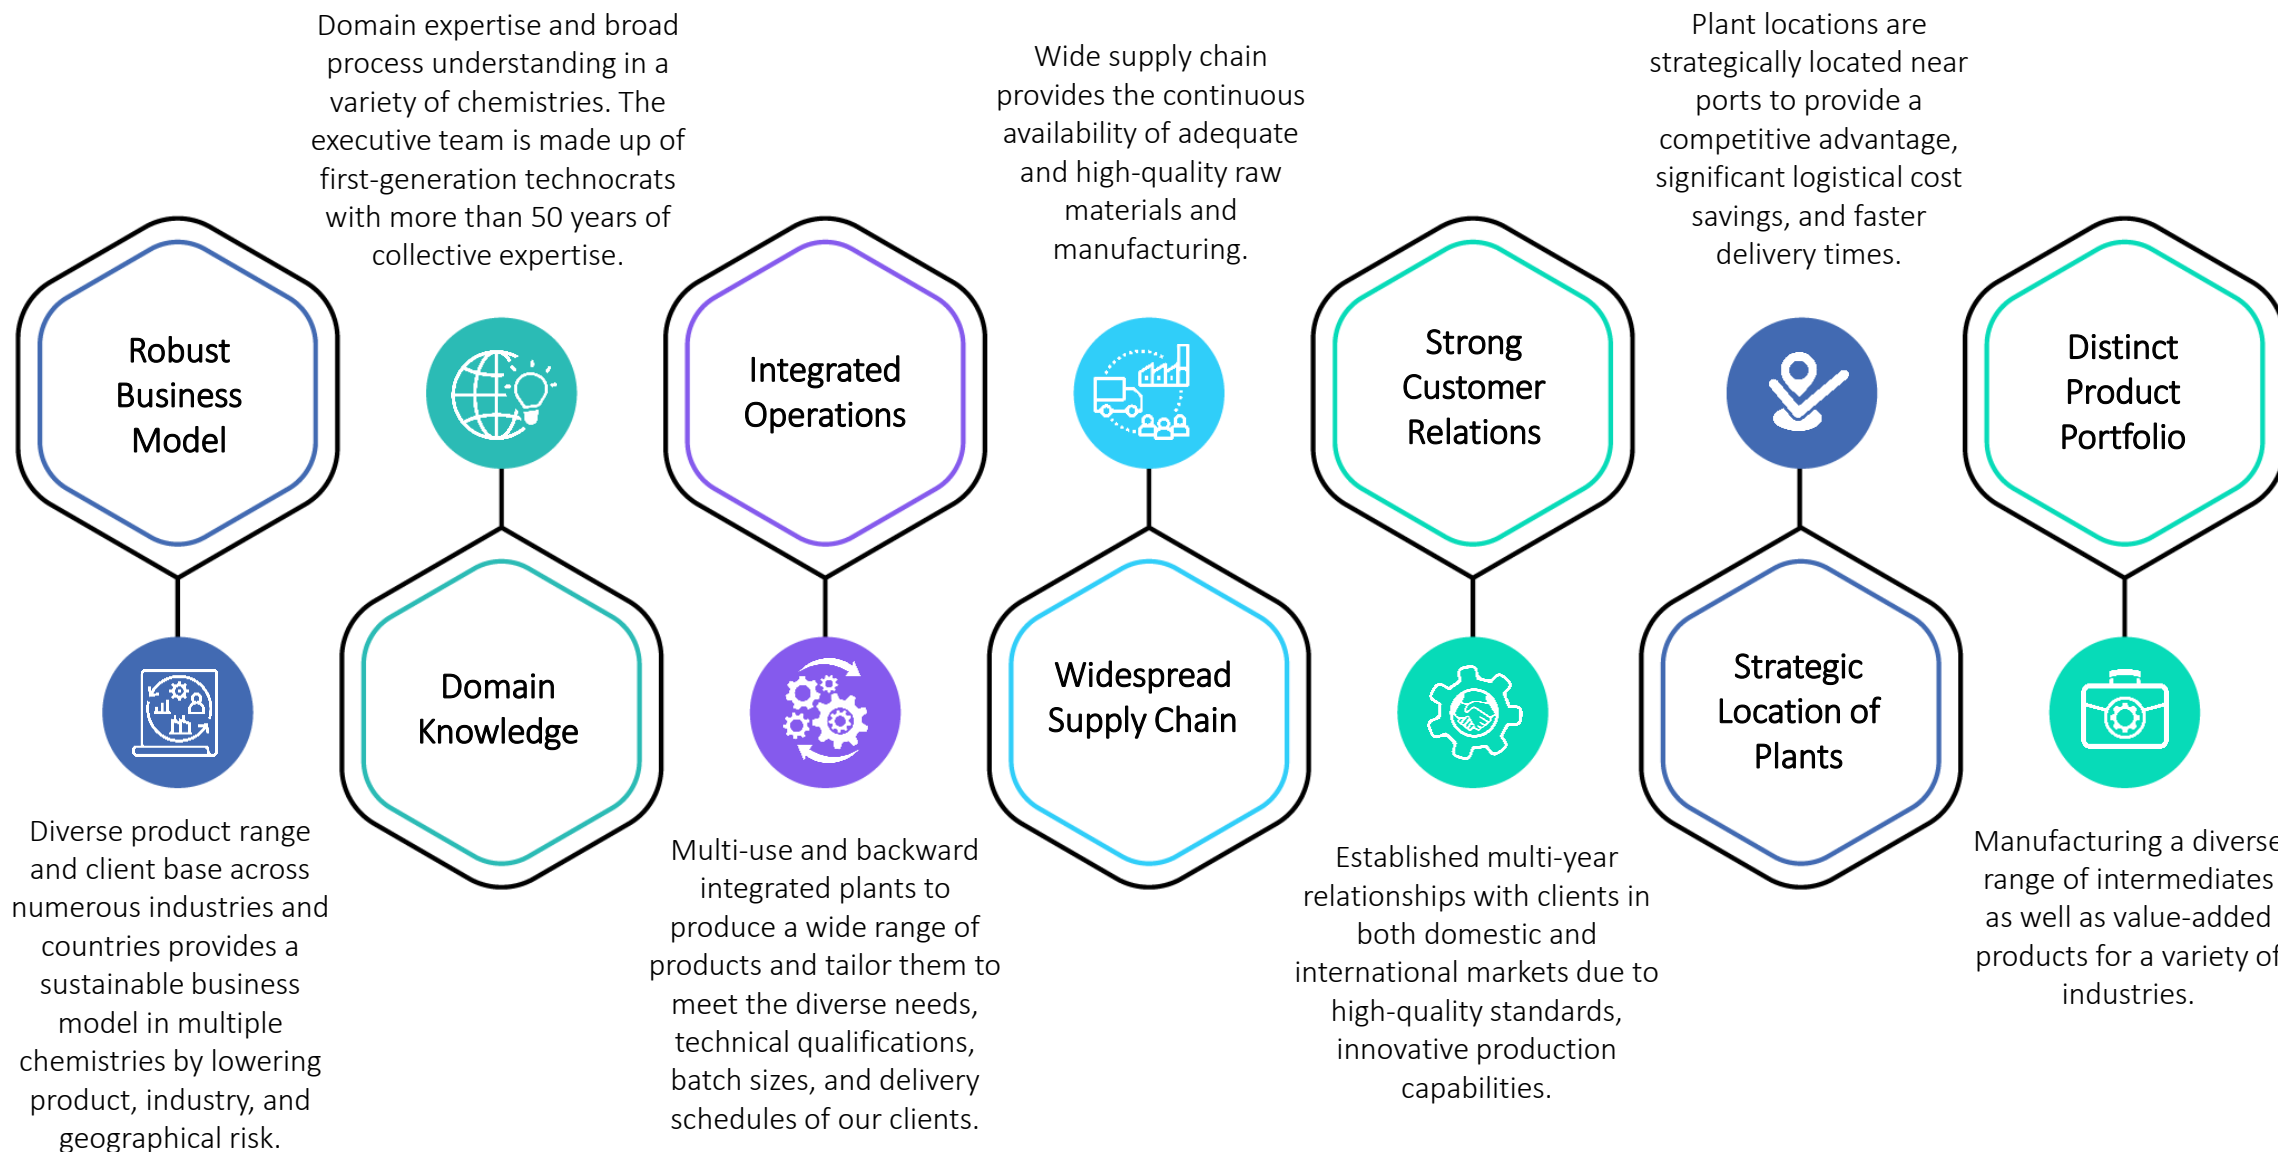 Robust
Business
Model
Diverse product range
and client base across
numerous industries and
countries provides a
sustainable business
model in multiple
chemistries by lowering
product, industry, and
geographical risk.
Domain expertise and broad
process understanding in a
variety of chemistries. The
executive team is made up of
first-generation technocrats
with more than 50 years of
collective expertise.
Domain
Knowledge
Integrated
Operations
Multi-use and backward
integrated plants to
produce a wide range of
products and tailor them to
meet the diverse needs,
technical qualifications,
batch sizes, and delivery
schedules of our clients.
Wide supply chain
provides the continuous
availability of adequate
and high-quality raw
materials and
manufacturing.
Widespread
Supply Chain
Strong
Customer
Relations
Established multi-year
relationships with clients in
both domestic and
international markets due to
high-quality standards,
innovative production
capabilities.
Plant locations are
strategically located near
ports to provide a
competitive advantage,
significant logistical cost
savings, and faster
delivery times.
Strategic
Location of
Plants
Distinct
Product
Portfolio
Manufacturing a diverse
range of intermediates
as well as value-added
products for a variety of
industries.